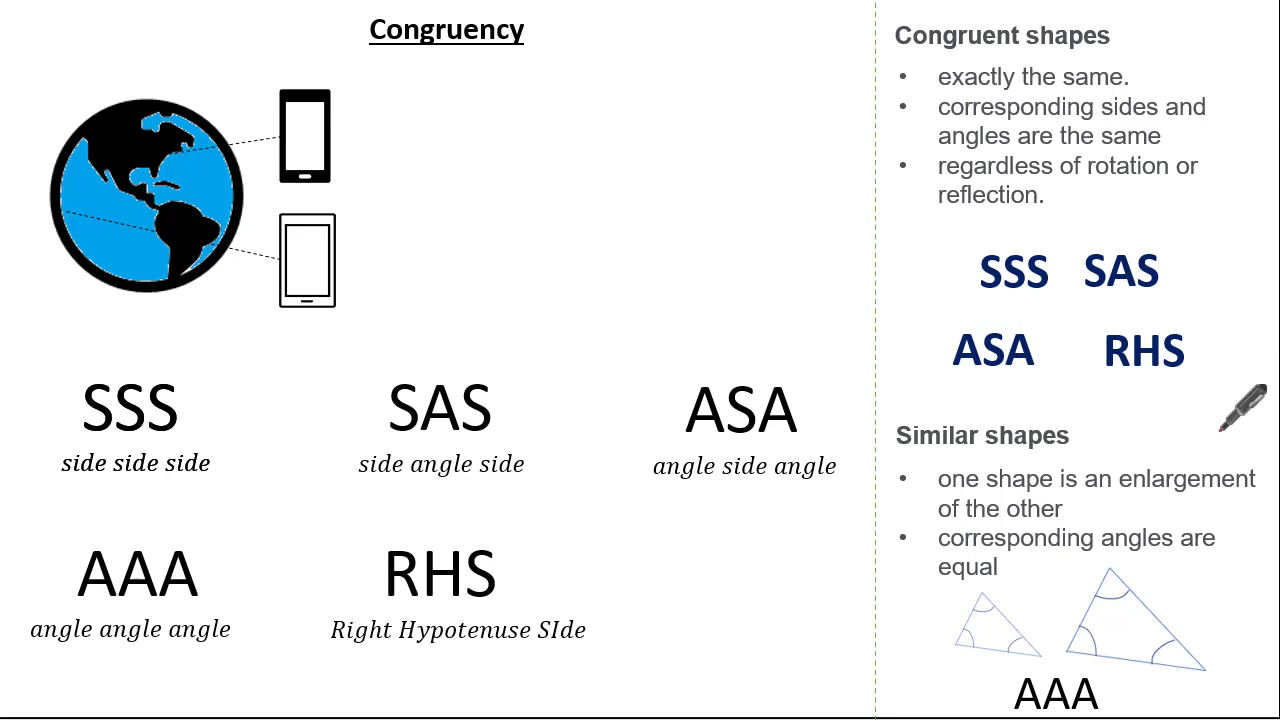 Congruency
SSS
side side side
SAS
side angle side
ASA
angle side angle
AAA
angle angle angle
RHS
Right Hypotenuse SIde
Congruent shapes
• exactly the same.
• corresponding sides and
angles are the same
• regardless of rotation or
reflection.
SSS SAS
ASA RHS
Similar shapes
• one shape is an enlargement
of the other
• corresponding angles are
equal
AAA